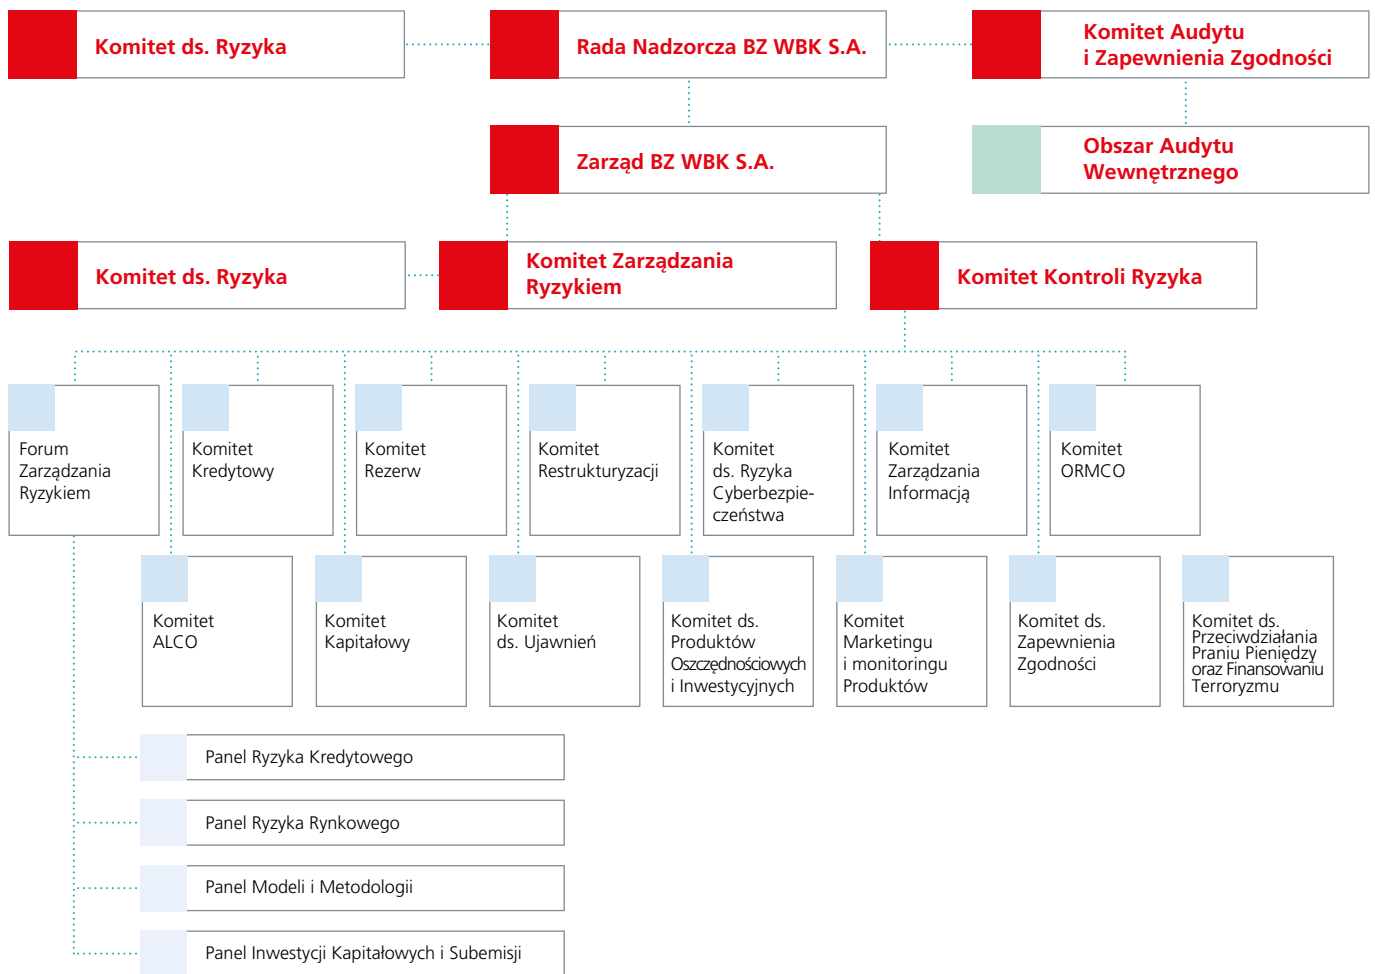 Komitet ds. Ryzyka
Rada Nadzorcza BZ WBK S.A.
Komitet Audytu
i Zapewnienia Zgodności
Zarząd BZ WBK S.A.
Obszar Audytu
Wewnętrznego
Komitet ds. Ryzyka
Komitet Zarządzania
Ryzykiem
Komitet Kontroli Ryzyka
Forum
Zarządzania
Ryzykiem
Komitet
Kredytowy
Komitet
Rezerw
Komitet
Restrukturyzacji
Komitet
ds. Ryzyka
Cyberbezpie-
czeństwa
Komitet
Zarządzania
Informacją
Komitet
ORMCO
Komitet
ALCO
Komitet
Kapitałowy
Komitet
ds. Ujawnień
Komitet ds.
Produktów
Oszczędnościowych
i Inwestycyjnych
Komitet
Marketingu
i monitoringu
Produktów
Komitet ds.
Zapewnienia
Zgodności
Komitet ds.
Przeciwdziałania
Praniu Pieniędzy
oraz Finansowaniu
Terroryzmu
Panel Ryzyka Kredytowego
Panel Ryzyka Rynkowego
Panel Modeli i Metodologii
Panel Inwestycji Kapitałowych i Subemisji